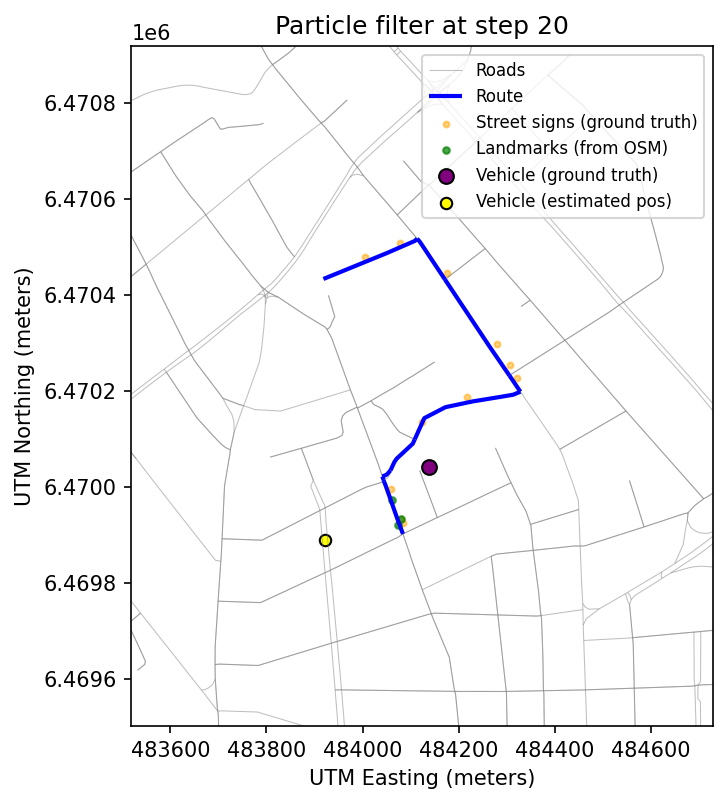 Particle filter at step 20
1e6
Roads
Route
Street signs (ground truth)
Landmarks (from OSM)
Vehicle (ground truth)
Vehicle (estimated pos)
6.4708
6.4706
6.4704
6.4702
6.4700
6.4698
6.4696
UTM Northing (meters)
483600 483800 484000 484200 484400 484600
UTM Easting (meters)